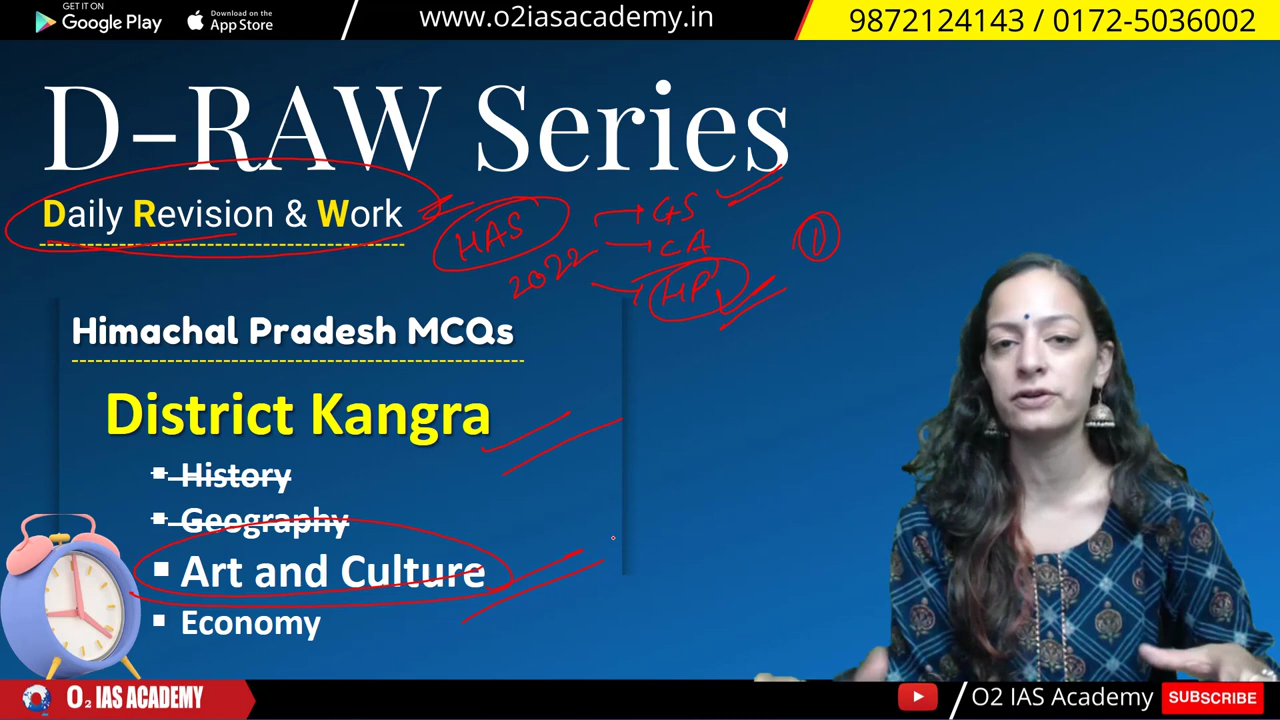 GET IT ON
Google Play
Download on the
App Store
www.o2iasacademy.in
9872124143 / 0172-5036002
D-RAW Series
Daily Revision & Work
HAS
2022
GS
CA
HP
1
Himachal Pradesh MCQs
District Kangra
▪ History
▪ Geography
▪ Art and Culture
▪ Economy
O2 IAS ACADEMY
O2 IAS Academy
SUBSCRIBE